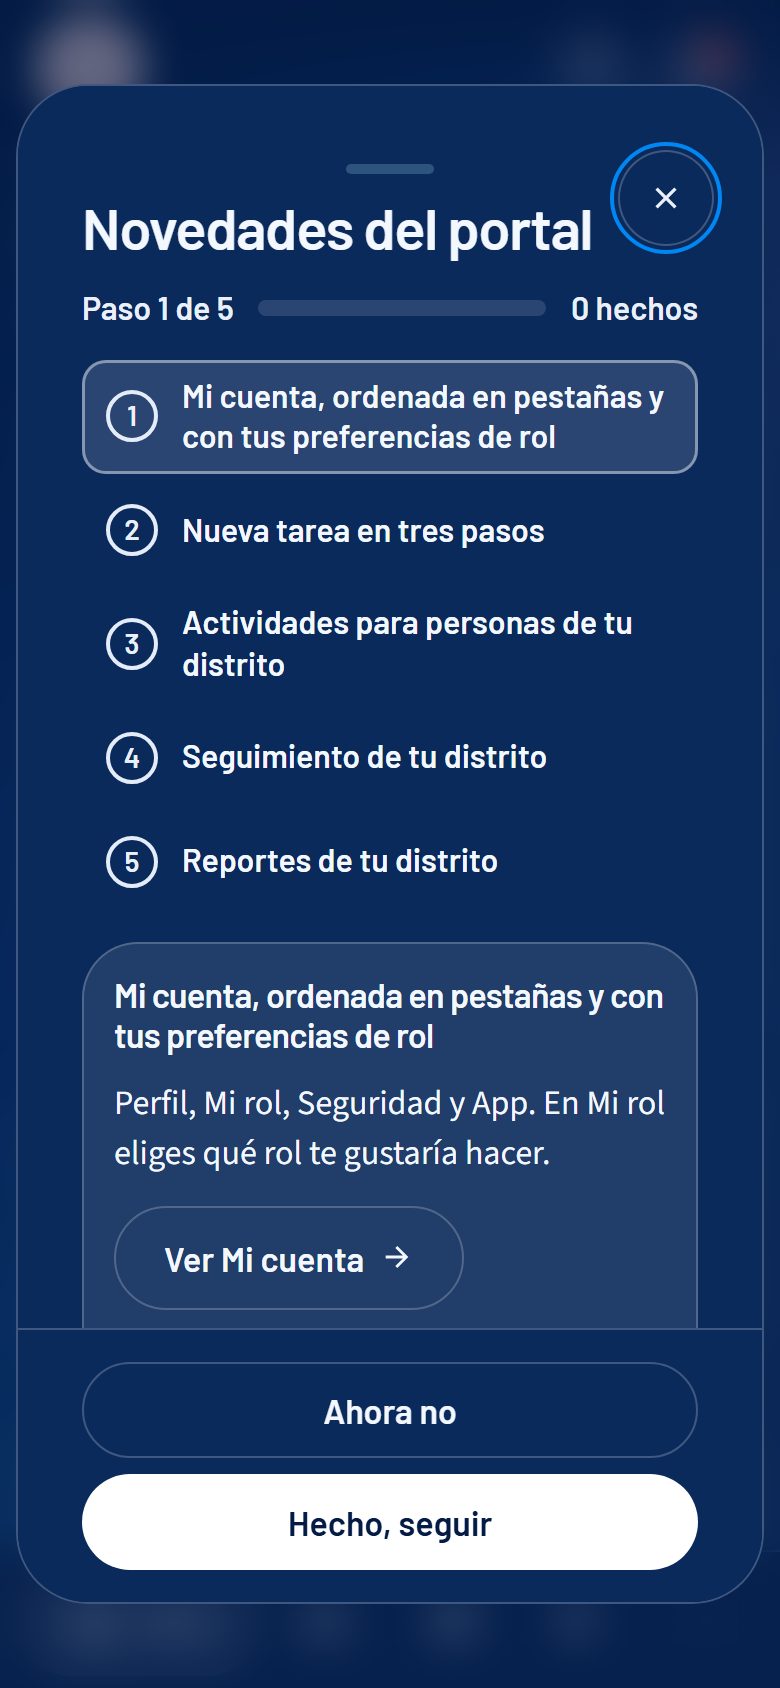 Novedades del portal
Paso 1 de 5
0 hechos
1
Mi cuenta, ordenada en pestañas y
con tus preferencias de rol
2
Nueva tarea en tres pasos
3
Actividades para personas de tu
distrito
4
Seguimiento de tu distrito
5
Reportes de tu distrito
Mi cuenta, ordenada en pestañas y con
tus preferencias de rol
Perfil, Mi rol, Seguridad y App. En Mi rol
eliges qué rol te gustaría hacer.
Ver Mi cuenta →
Ahora no
Hecho, seguir